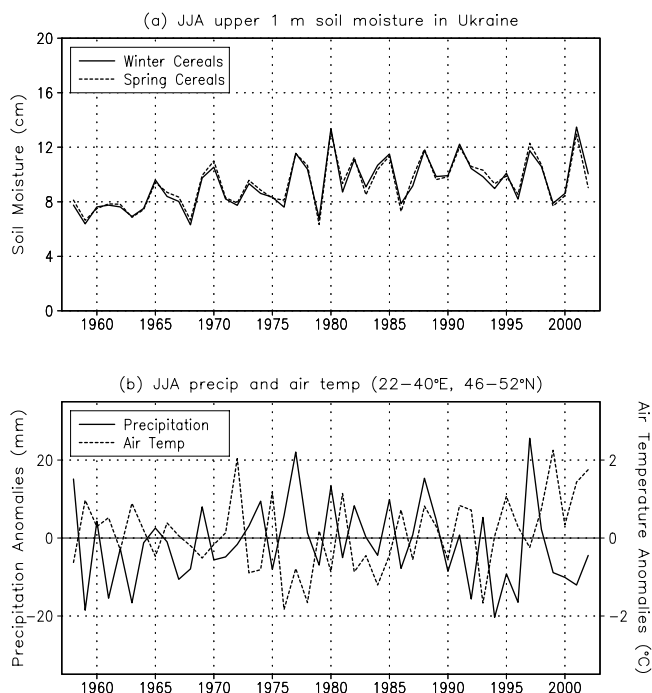 (a) JJA upper 1 m soil moisture in Ukraine
20
16
12
8
4
0
Soil Moisture (cm)
Winter Cereals
Spring Cereals
1960 1965 1970 1975 1980 1985 1990 1995 2000
(b) JJA precip and air temp (22–40°E, 46–52°N)
Precipitation Anomalies (mm)
20
0
−20
Precipitation
Air Temp
2
0
−2
Air Temperature Anomalies (°C)
1960 1965 1970 1975 1980 1985 1990 1995 2000